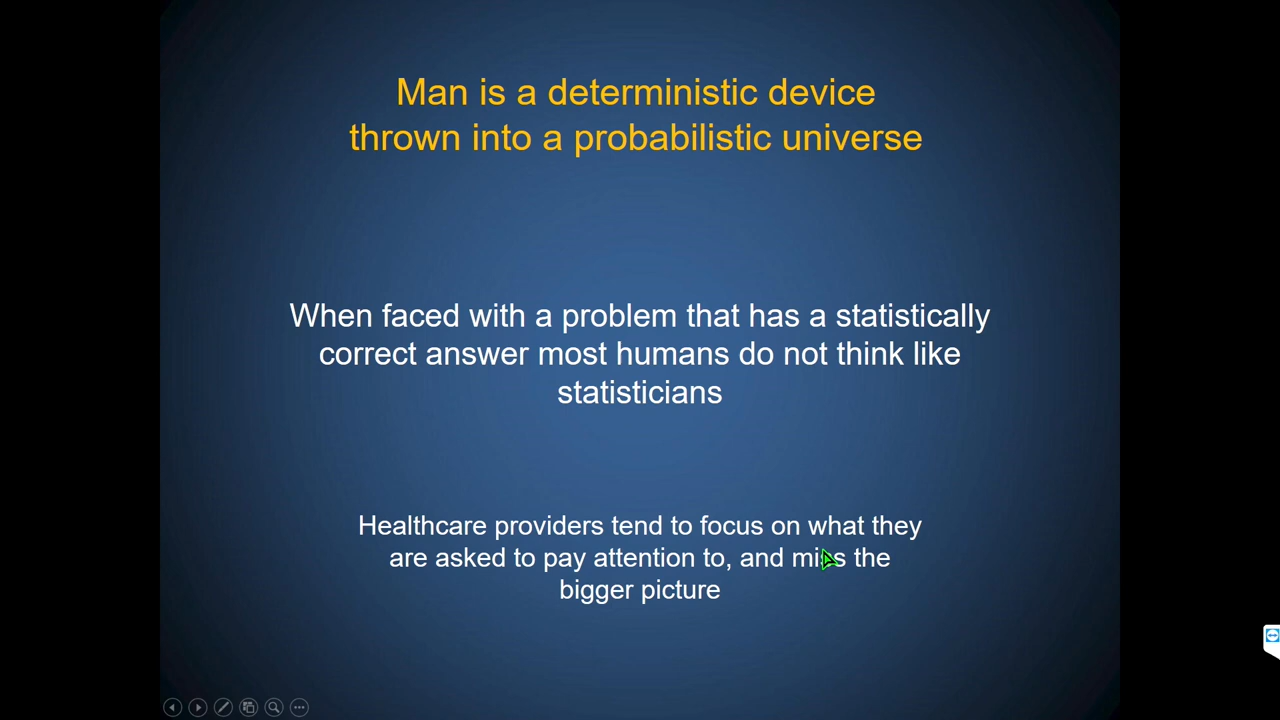 Man is a deterministic device
thrown into a probabilistic universe
When faced with a problem that has a statistically
correct answer most humans do not think like
statisticians
Healthcare providers tend to focus on what they
are asked to pay attention to, and miss the
bigger picture